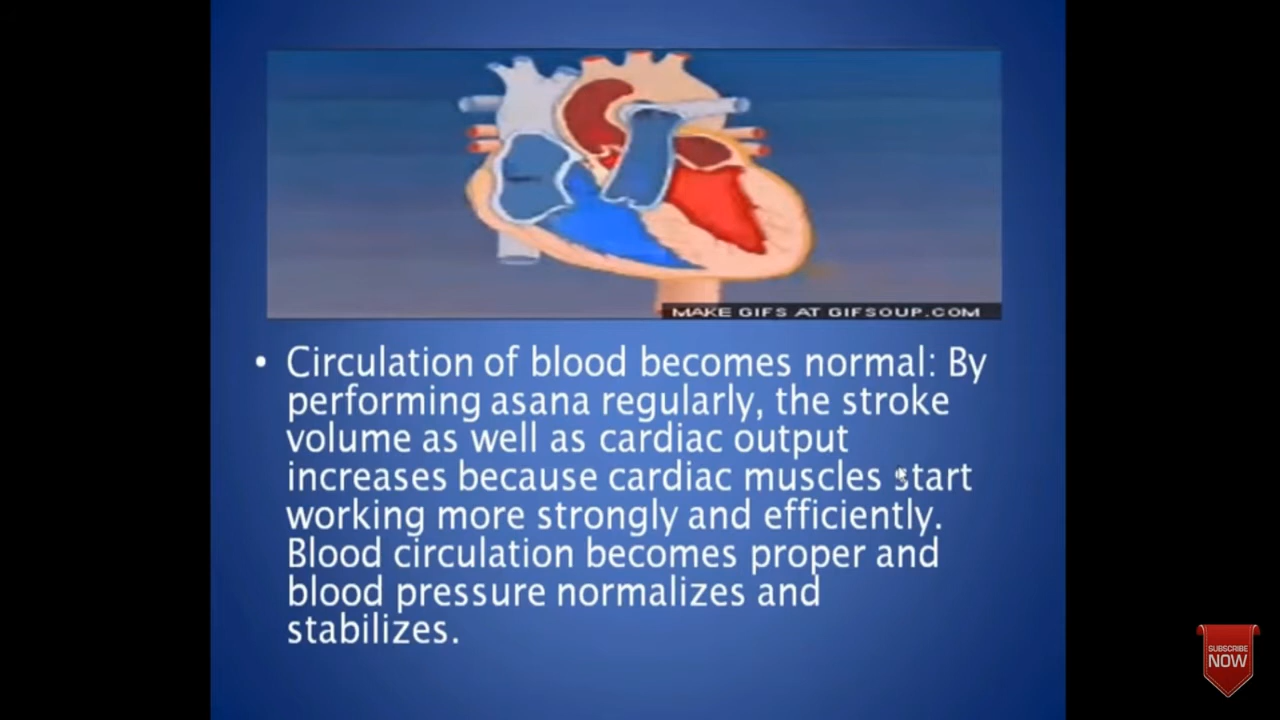 MAKE GIFS AT GIFSOUP.COM
• Circulation of blood becomes normal: By
performing asana regularly, the stroke
volume as well as cardiac output
increases because cardiac muscles start
working more strongly and efficiently.
Blood circulation becomes proper and
blood pressure normalizes and
stabilizes.
SUBSCRIBE
NOW